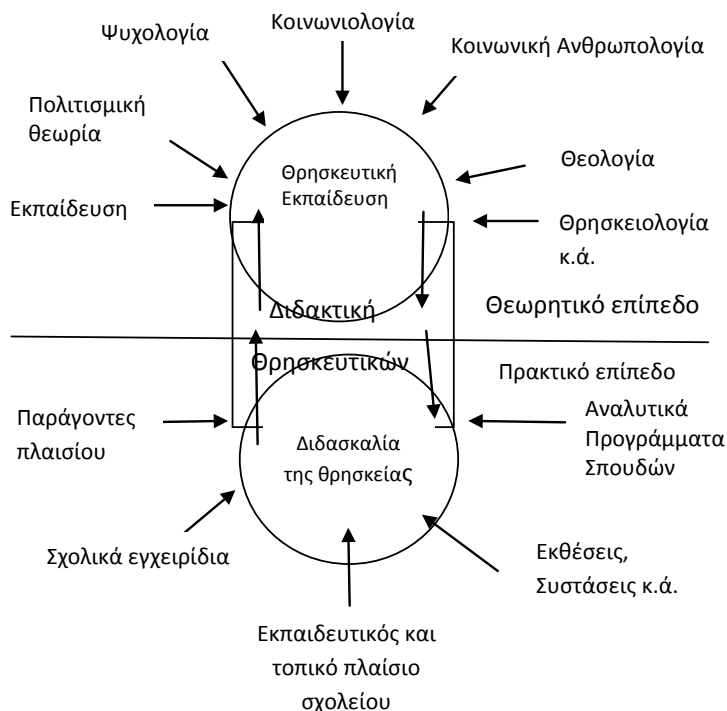 Ψυχολογία
Κοινωνιολογία
Κοινωνική Ανθρωπολογία
Πολιτισμική
θεωρία
Θρησκευτική
Εκπαίδευση
Θεολογία
Εκπαίδευση
Θρησκειολογία
κ.ά.
Διδακτική
Θεωρητικό επίπεδο
Θρησκευτικών
Πρακτικό επίπεδο
Παράγοντες
πλαισίου
Αναλυτικά
Προγράμματα
Σπουδών
Διδασκαλία
της θρησκείας
Σχολικά εγχειρίδια
Εκθέσεις,
Συστάσεις κ.ά.
Εκπαιδευτικός και
τοπικό πλαίσιο
σχολείου